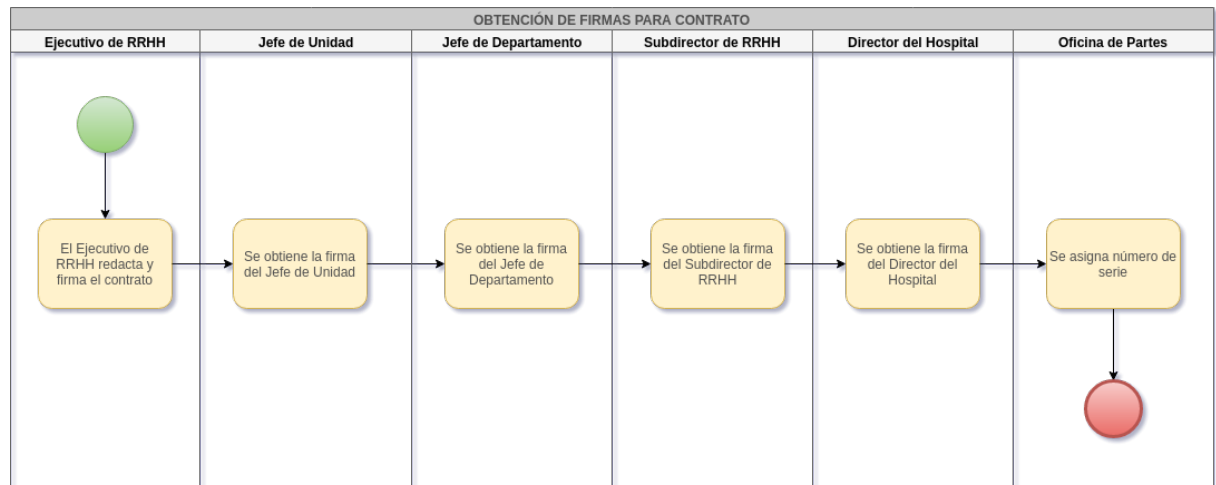 OBTENCIÓN DE FIRMAS PARA CONTRATO
Ejecutivo de RRHH
Jefe de Unidad
Jefe de Departamento
Subdirector de RRHH
Director del Hospital
Oficina de Partes
El Ejecutivo de
RRHH redacta y
firma el contrato
Se obtiene la firma
del Jefe de Unidad
Se obtiene la firma
del Jefe de
Departamento
Se obtiene la firma
del Subdirector de
RRHH
Se obtiene la firma
del Director del
Hospital
Se asigna número de
serie